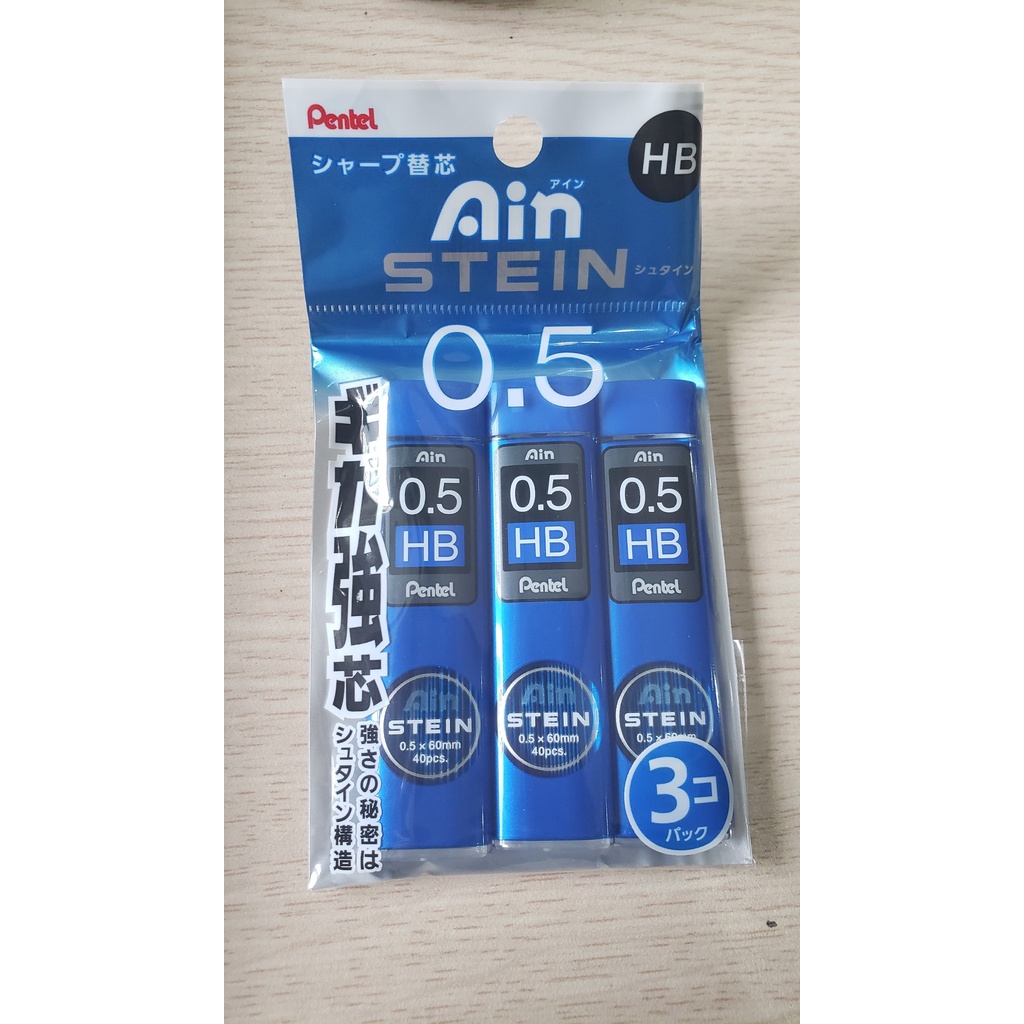 Pentel
HB
シャープ替芯
アイン
Ain
STEIN
シュタイン
0.5
強芯
強さの秘密は
シュタイン構造
Ain
0.5
HB
Pentel
Ain
STEIN
0.5 × 60mm
40pcs.
Ain
0.5
HB
Pentel
Ain
STEIN
0.5 × 60mm
40pcs.
Ain
0.5
HB
Pentel
Ain
STEIN
3コ
パック